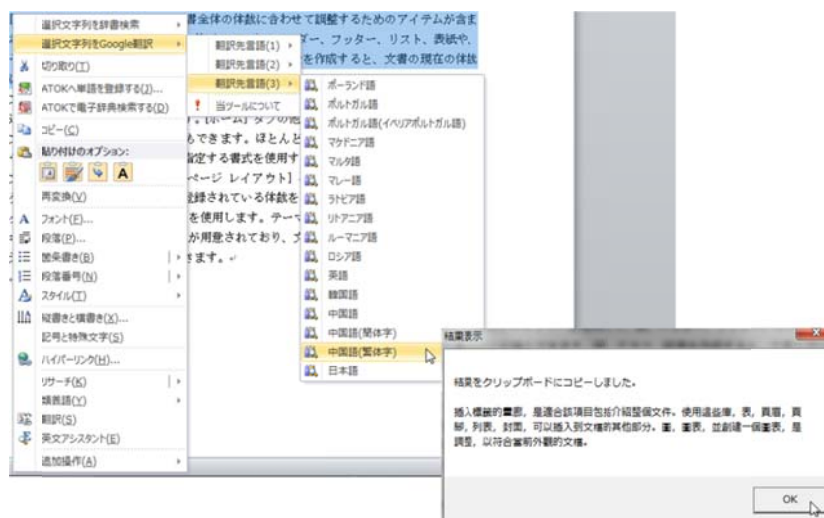 選択文字列を辞書検索
選択文字列をGoogle翻訳
切り取り(T)
ATOKへ単語を登録する(J)...
ATOKで電子辞典検索する(D)
コピー(C)
貼り付けのオプション:
A
再変換(V)
フォント(F)...
段落(P)...
箇条書き(B)
段落番号(N)
スタイル(T)
縦書きと横書き(X)...
記号と特殊文字(S)
ハイパーリンク(H)...
リサーチ(K)
類義語(Y)
翻訳(S)
英文アシスタント(E)
追加操作(A)
翻訳先言語(1)
翻訳先言語(2)
翻訳先言語(3)
当ツールについて
ポーランド語
ポルトガル語
ポルトガル語(イベリアポルトガル語)
マケドニア語
マルタ語
マレー語
ラトビア語
リトアニア語
ルーマニア語
ロシア語
英語
韓国語
中国語
中国語(簡体字)
中国語(繁体字)
日本語
書全体の体裁に合わせて調整するためのアイテムが含ま
ダー、フッター、リスト、表紙や、
を作成すると、文書の現在の体裁
。[ホーム] タブの他
もできます。ほとんど
指定する書式を使用す
ページ レイアウト]
登録されている体裁を
を使用します。テーマ
が用意されており、文
きます。
結果表示
結果をクリップボードにコピーしました。
插入標籤的畫廊，是適合該項目包括介紹整個文件。使用這些庫，表，頁眉，頁
腳，列表，封面，可以插入到文檔的其他部分。畫，圖表，並創建一個圖表，是
調整，以符合當前外觀的文檔。
OK